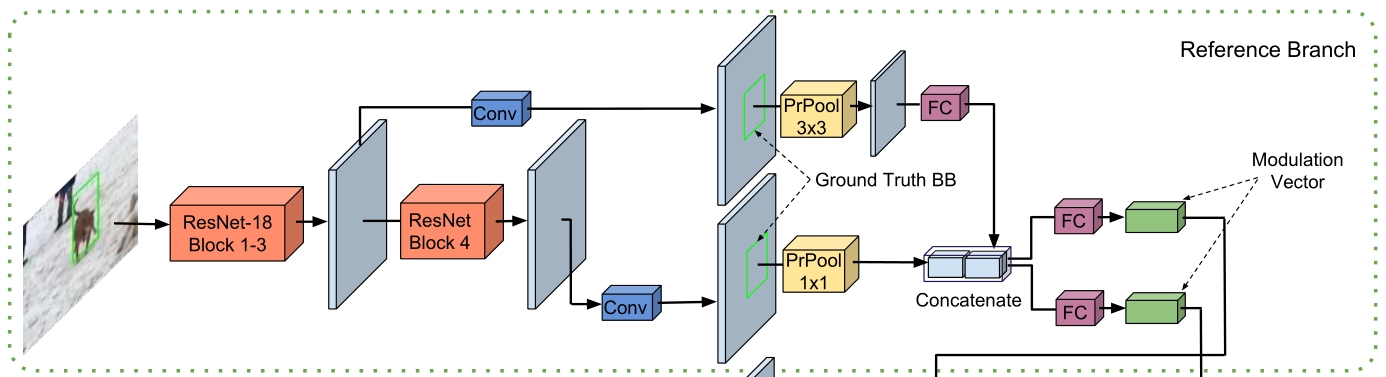 Reference Branch
Conv
PrPool
3x3
FC
Ground Truth BB
Modulation
Vector
ResNet-18
Block 1-3
ResNet
Block 4
Conv
PrPool
1x1
Concatenate
FC
FC